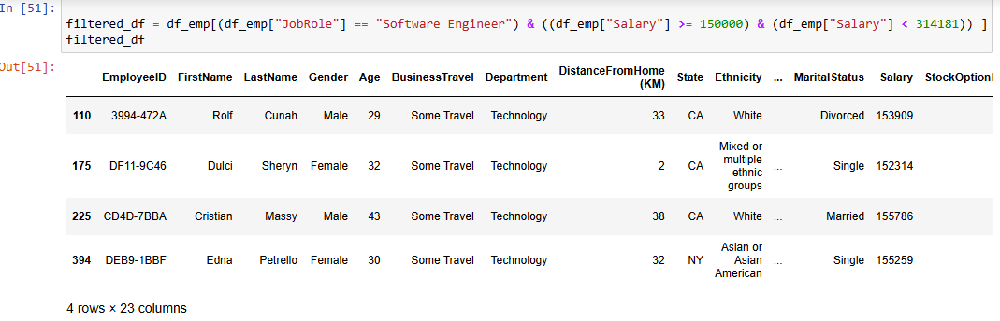 In [51]:
filtered_df = df_emp[(df_emp["JobRole"] == "Software Engineer") & ((df_emp["Salary"] >= 150000) & (df_emp["Salary"] < 314181)) ]
filtered_df
Out[51]:
EmployeeID FirstName LastName Gender Age BusinessTravel Department DistanceFromHome (KM) State Ethnicity ... MaritalStatus Salary StockOptionl
110 3994-472A Rolf Cunah Male 29 Some Travel Technology 33 CA White ... Divorced 153909
175 DF11-9C46 Dulci Sheryn Female 32 Some Travel Technology 2 CA Mixed or multiple ethnic groups ... Single 152314
225 CD4D-7BBA Cristian Massy Male 43 Some Travel Technology 38 CA White ... Married 155786
394 DEB9-1BBF Edna Petrello Female 30 Some Travel Technology 32 NY Asian or Asian American ... Single 155259
4 rows × 23 columns